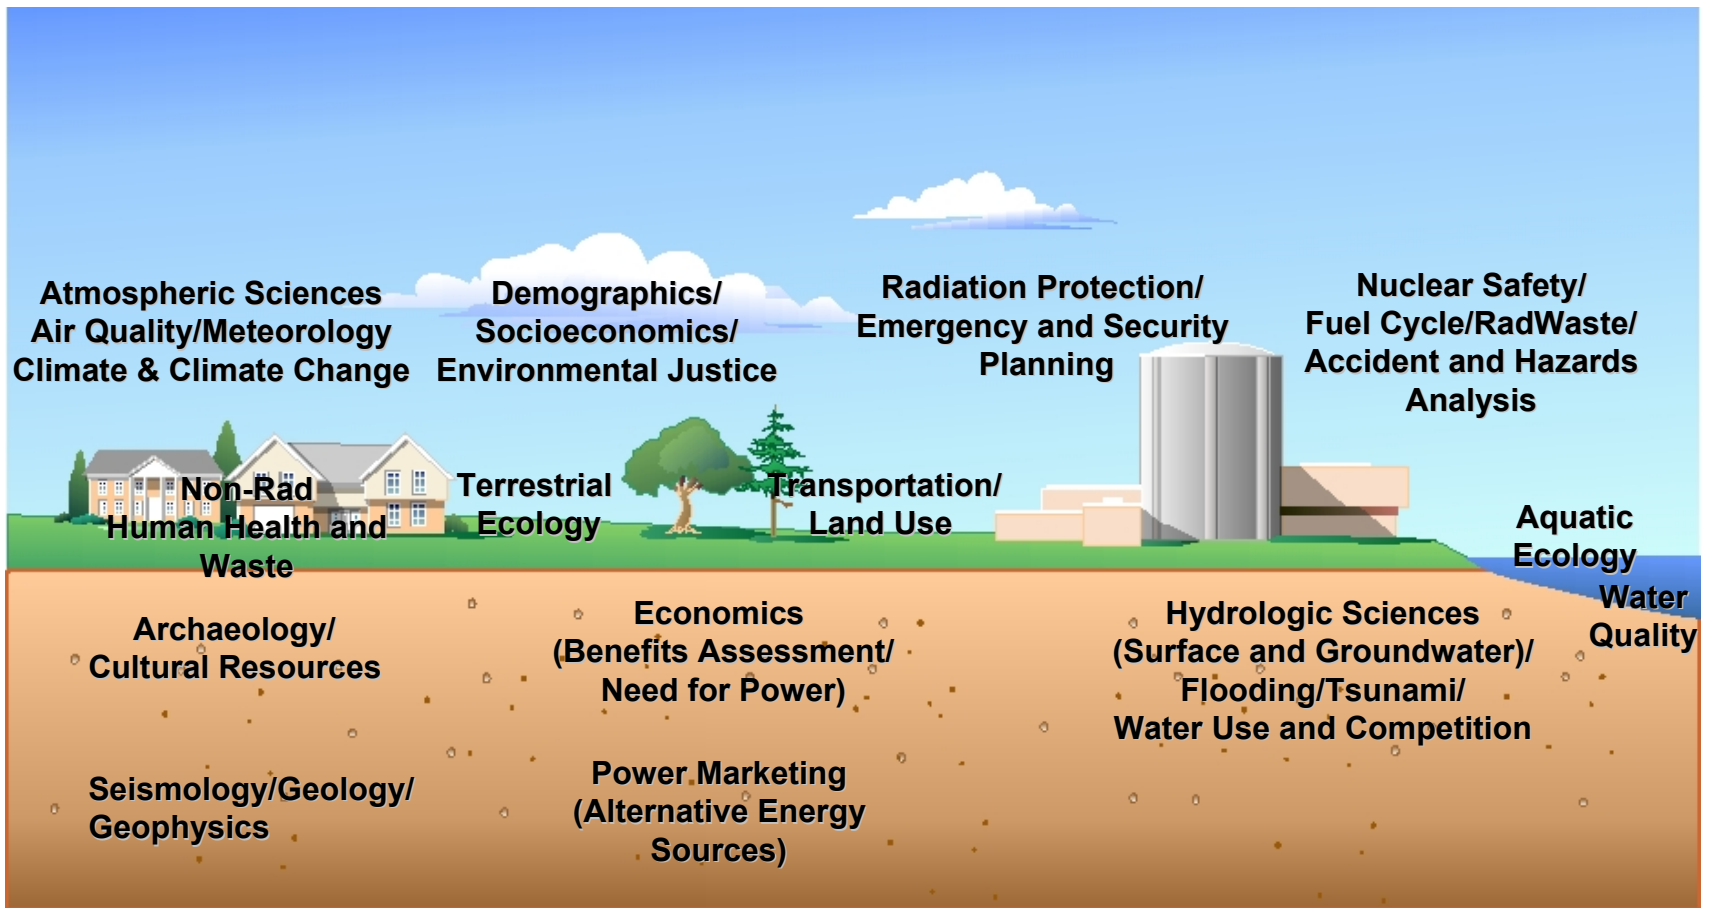 Atmospheric Sciences
Air Quality/Meteorology
Climate & Climate Change
Demographics/
Socioeconomics/
Environmental Justice
Radiation Protection/
Emergency and Security
Planning
Nuclear Safety/
Fuel Cycle/RadWaste/
Accident and Hazards
Analysis
Non-Rad
Human Health and
Waste
Terrestrial
Ecology
Transportation/
Land Use
Aquatic
Ecology
Water
Quality
Archaeology/
Cultural Resources
Economics
(Benefits Assessment/
Need for Power)
Hydrologic Sciences
(Surface and Groundwater)/
Flooding/Tsunami/
Water Use and Competition
Seismology/Geology/
Geophysics
Power Marketing
(Alternative Energy
Sources)